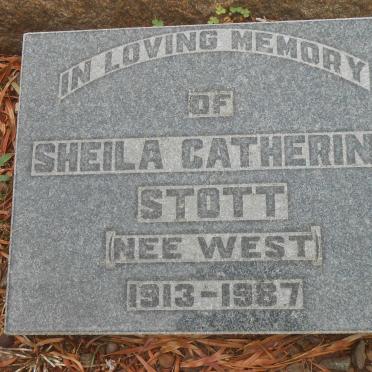 IN LOVING MEMORY
OF
SHEILA CATHERIN
STOTT
(NEE WEST)
1913-1987